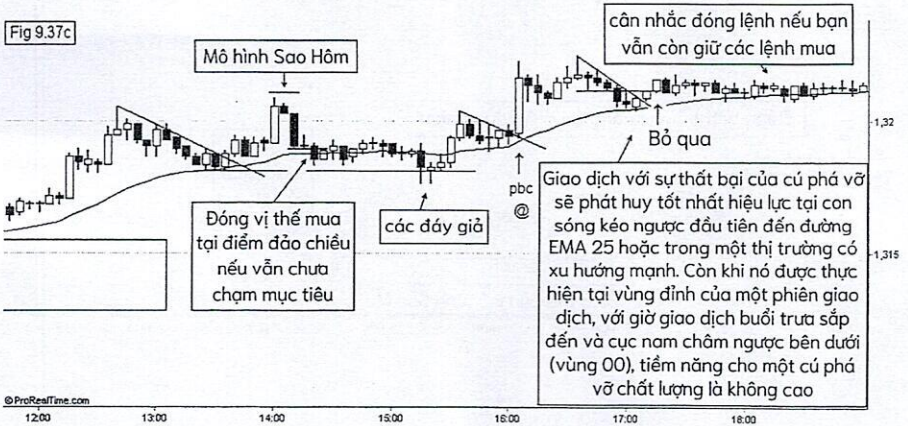 Fig 9.37c
Mô hình Sao Hôm
cân nhắc đóng lệnh nếu bạn
vẫn còn giữ các lệnh mua
1,32
Đóng vị thế mua
tại điểm đảo chiều
nếu vẫn chưa
chạm mục tiêu
các đáy giả
pbc
@
Bỏ qua
Giao dịch với sự thất bại của cú phá vỡ
sẽ phát huy tốt nhất hiệu lực tại con
sóng kéo ngược đầu tiên đến đường
EMA 25 hoặc trong một thị trường có
xu hướng mạnh. Còn khi nó được thực
hiện tại vùng đỉnh của một phiên giao
dịch, với giờ giao dịch buổi trưa sắp
đến và cục nam châm ngược bên dưới
(vùng 00), tiềm năng cho một cú phá
vỡ chất lượng là không cao
1,315
© ProRealTime.com
12:00 13:00 14:00 15:00 16:00 17:00 18:00